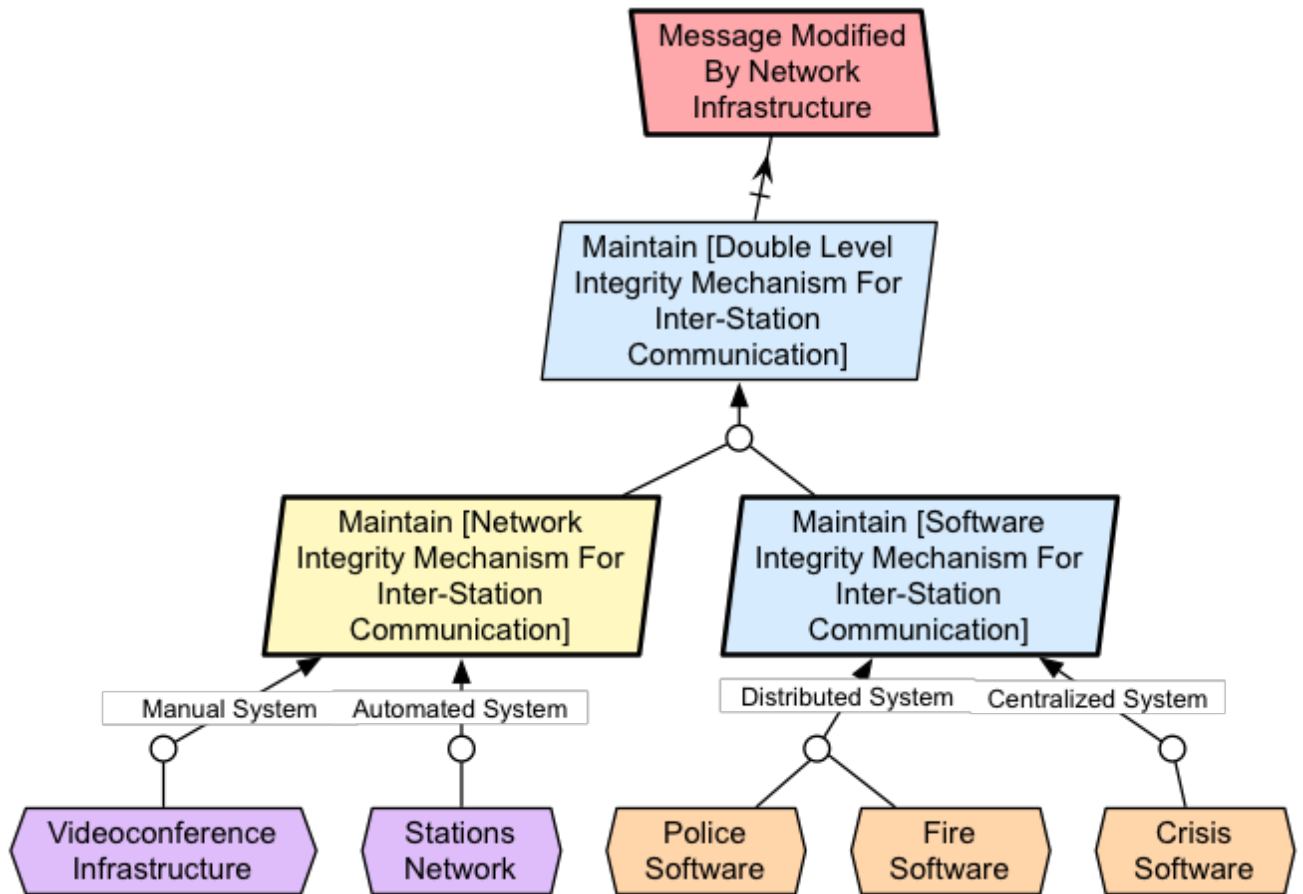 Message Modified
By Network
Infrastructure
Maintain [Double Level
Integrity Mechanism For
Inter-Station
Communication]
Maintain [Network
Integrity Mechanism For
Inter-Station
Communication]
Maintain [Software
Integrity Mechanism For
Inter-Station
Communication]
Manual System
Automated System
Distributed System
Centralized System
Videoconference
Infrastructure
Stations
Network
Police
Software
Fire
Software
Crisis
Software